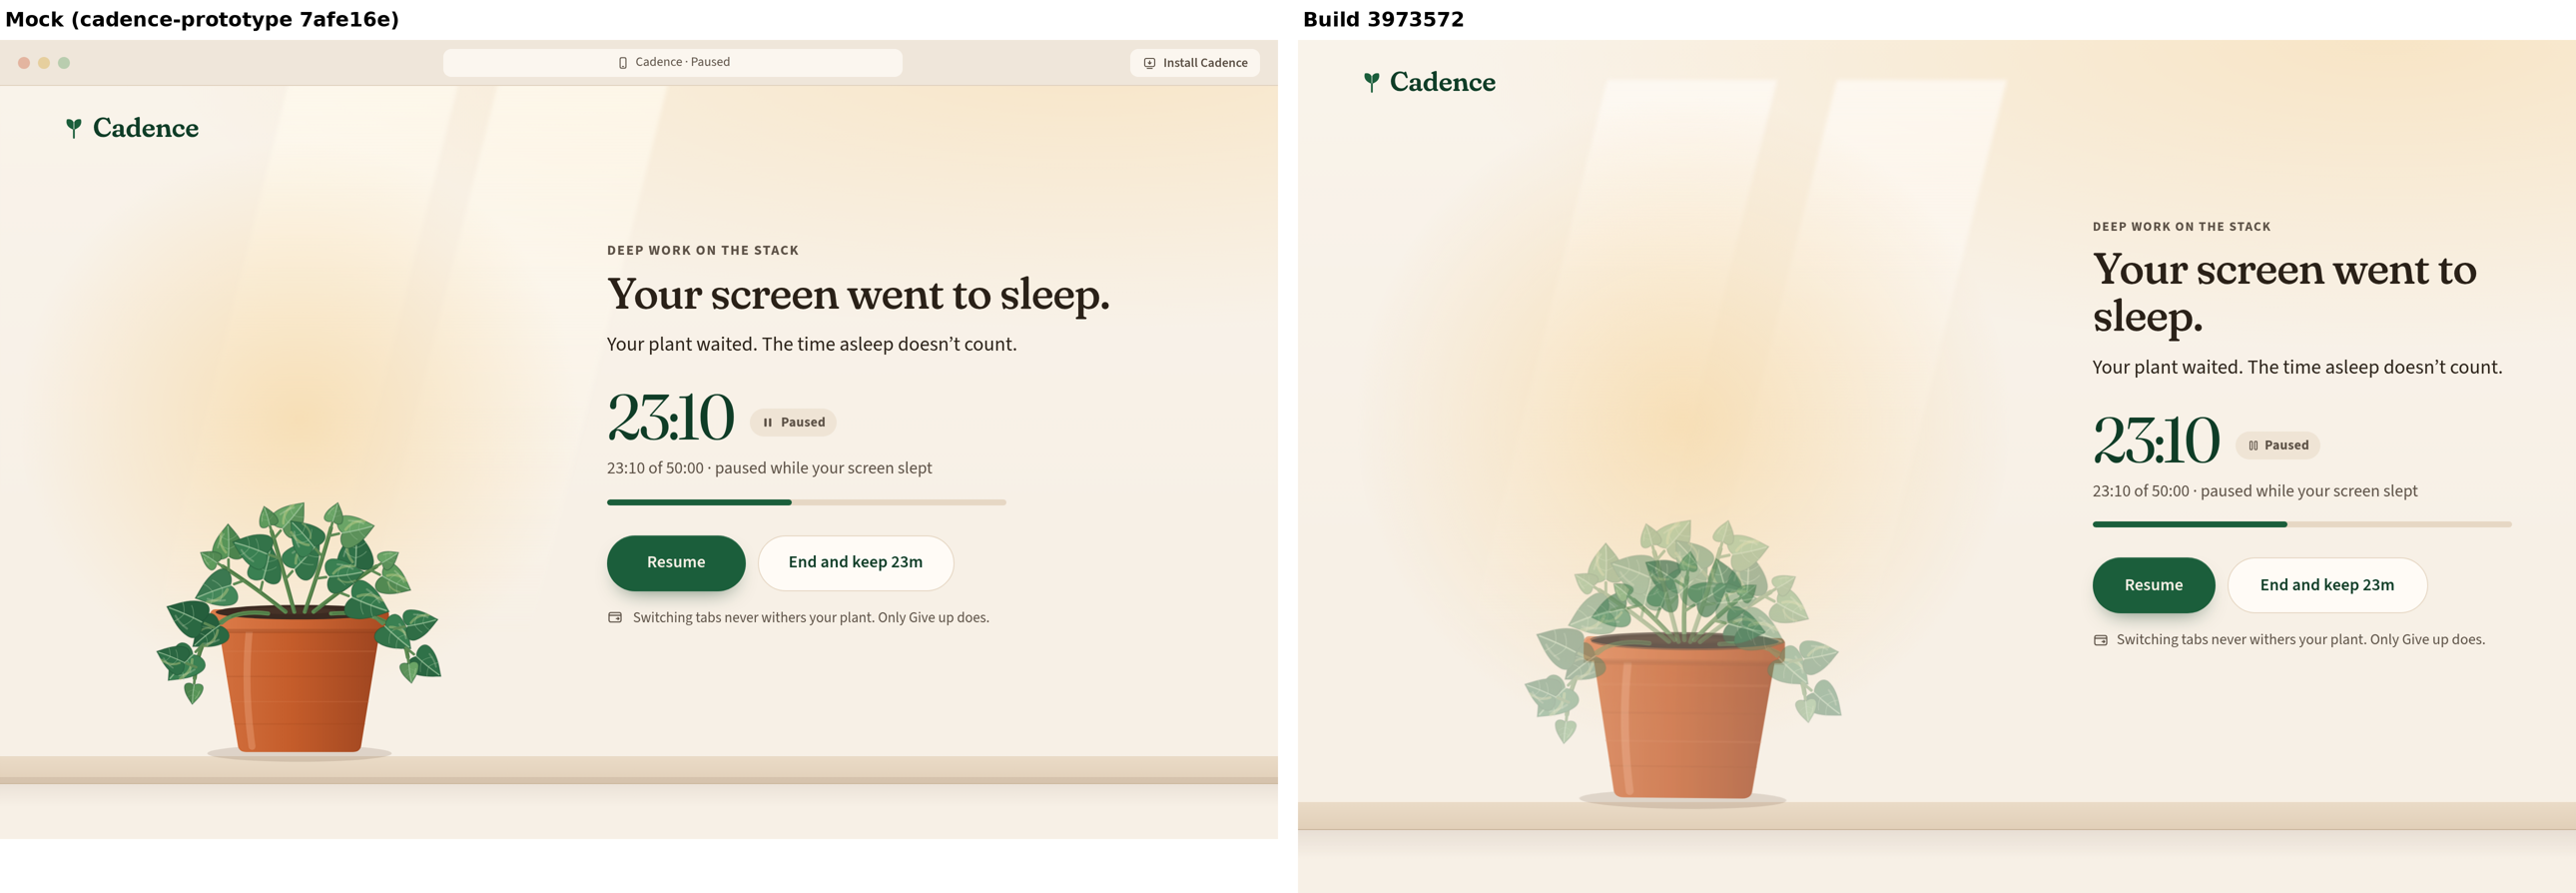 Mock (cadence-prototype 7afe16e)
Cadence · Paused
Install Cadence
Cadence
DEEP WORK ON THE STACK
Your screen went to sleep.
Your plant waited. The time asleep doesn’t count.
23:10
Paused
23:10 of 50:00 · paused while your screen slept
Resume
End and keep 23m
Switching tabs never withers your plant. Only Give up does.
Build 3973572
Cadence
DEEP WORK ON THE STACK
Your screen went to
sleep.
Your plant waited. The time asleep doesn’t count.
23:10
Paused
23:10 of 50:00 · paused while your screen slept
Resume
End and keep 23m
Switching tabs never withers your plant. Only Give up does.